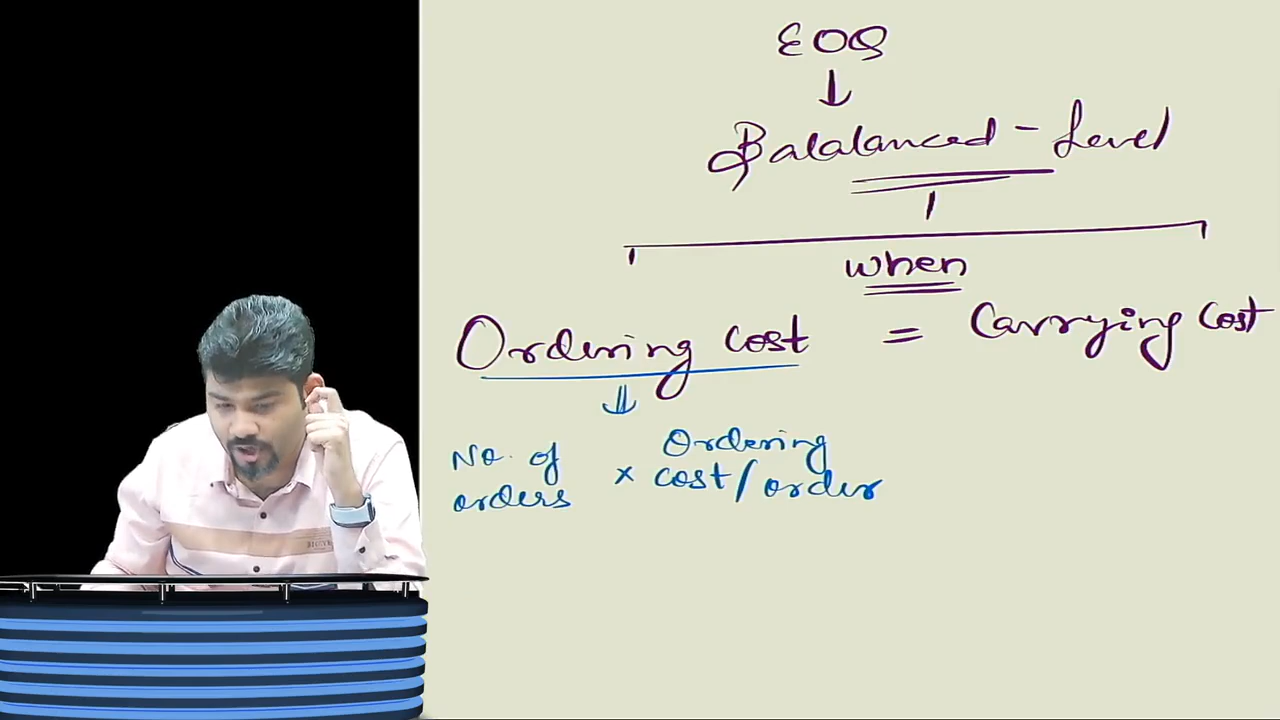 EOQ
↓
Balalanced - Level
when
Ordering cost = Carrying Cost
⇓
No. of Ordering
orders × cost/order